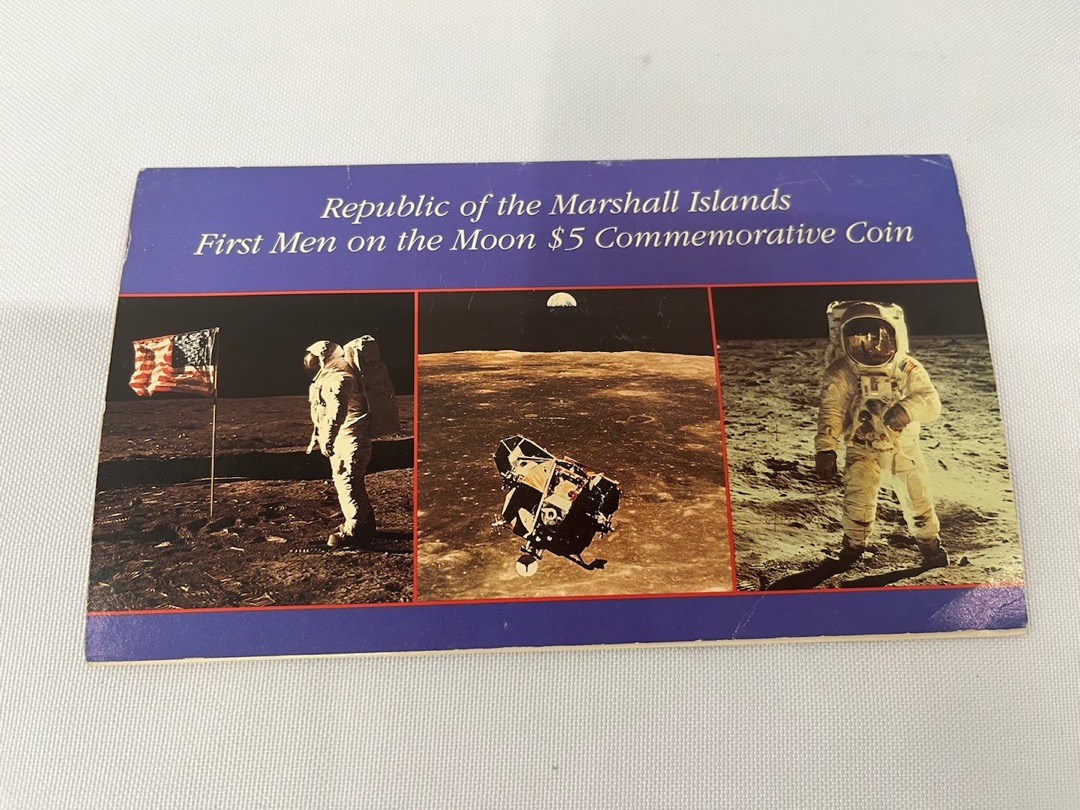 Republic of the Marshall Islands
First Men on the Moon $5 Commemorative Coin